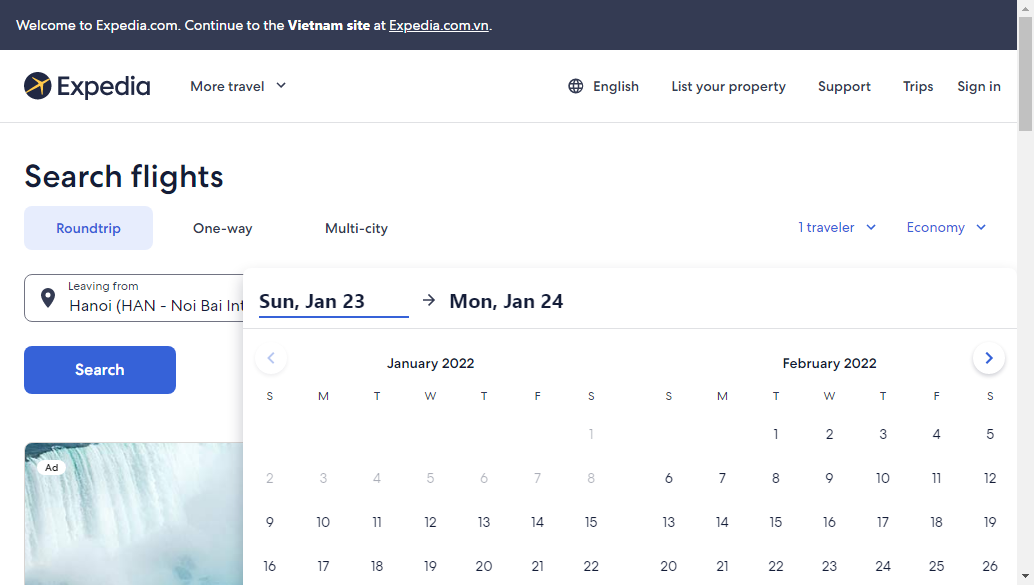 Welcome to Expedia.com. Continue to the Vietnam site at Expedia.com.vn.
Expedia More travel English List your property Support Trips Sign in
Search flights
Roundtrip One-way Multi-city 1 traveler Economy
Leaving from
Hanoi (HAN - Noi Bai Int
Sun, Jan 23 → Mon, Jan 24
Search
January 2022 February 2022
S M T W T F S S M T W T F S
1 1 2 3 4 5
2 3 4 5 6 7 8 6 7 8 9 10 11 12
9 10 11 12 13 14 15 13 14 15 16 17 18 19
16 17 18 19 20 21 22 20 21 22 23 24 25 26
Ad